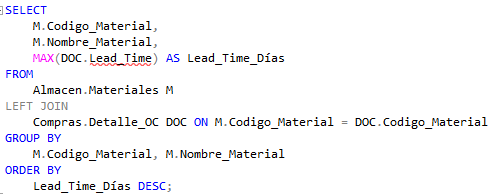 SELECT
M.Codigo_Material,
M.Nombre_Material,
MAX(DOC.Lead_Time) AS Lead_Time_Días
FROM
Almacen.Materiales M
LEFT JOIN
Compras.Detalle_OC DOC ON M.Codigo_Material = DOC.Codigo_Material
GROUP BY
M.Codigo_Material, M.Nombre_Material
ORDER BY
Lead_Time_Días DESC;